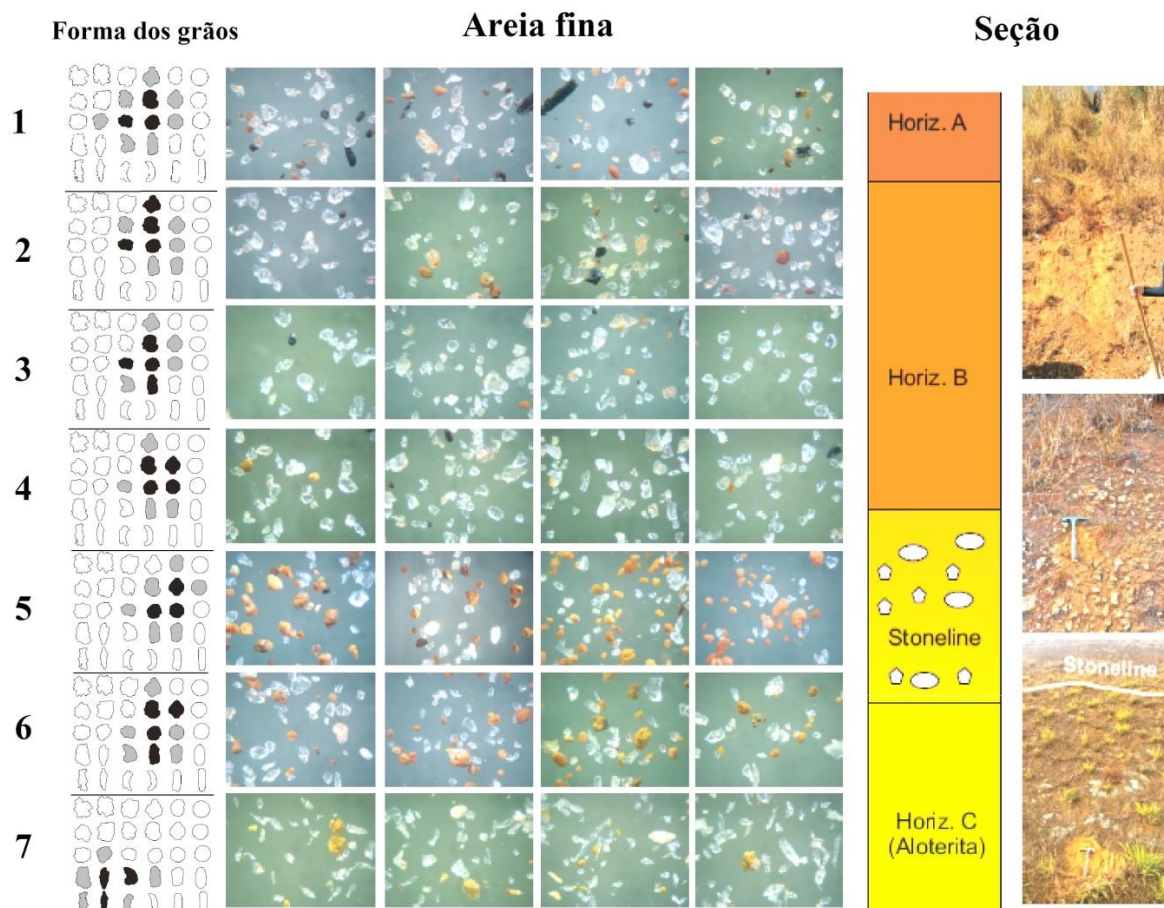 Forma dos grãos
Areia fina
Seção
1
2
3
4
5
6
7
Horiz. A
Horiz. B
Stoneline
Horiz. C
(Aloterita)
Stoneline